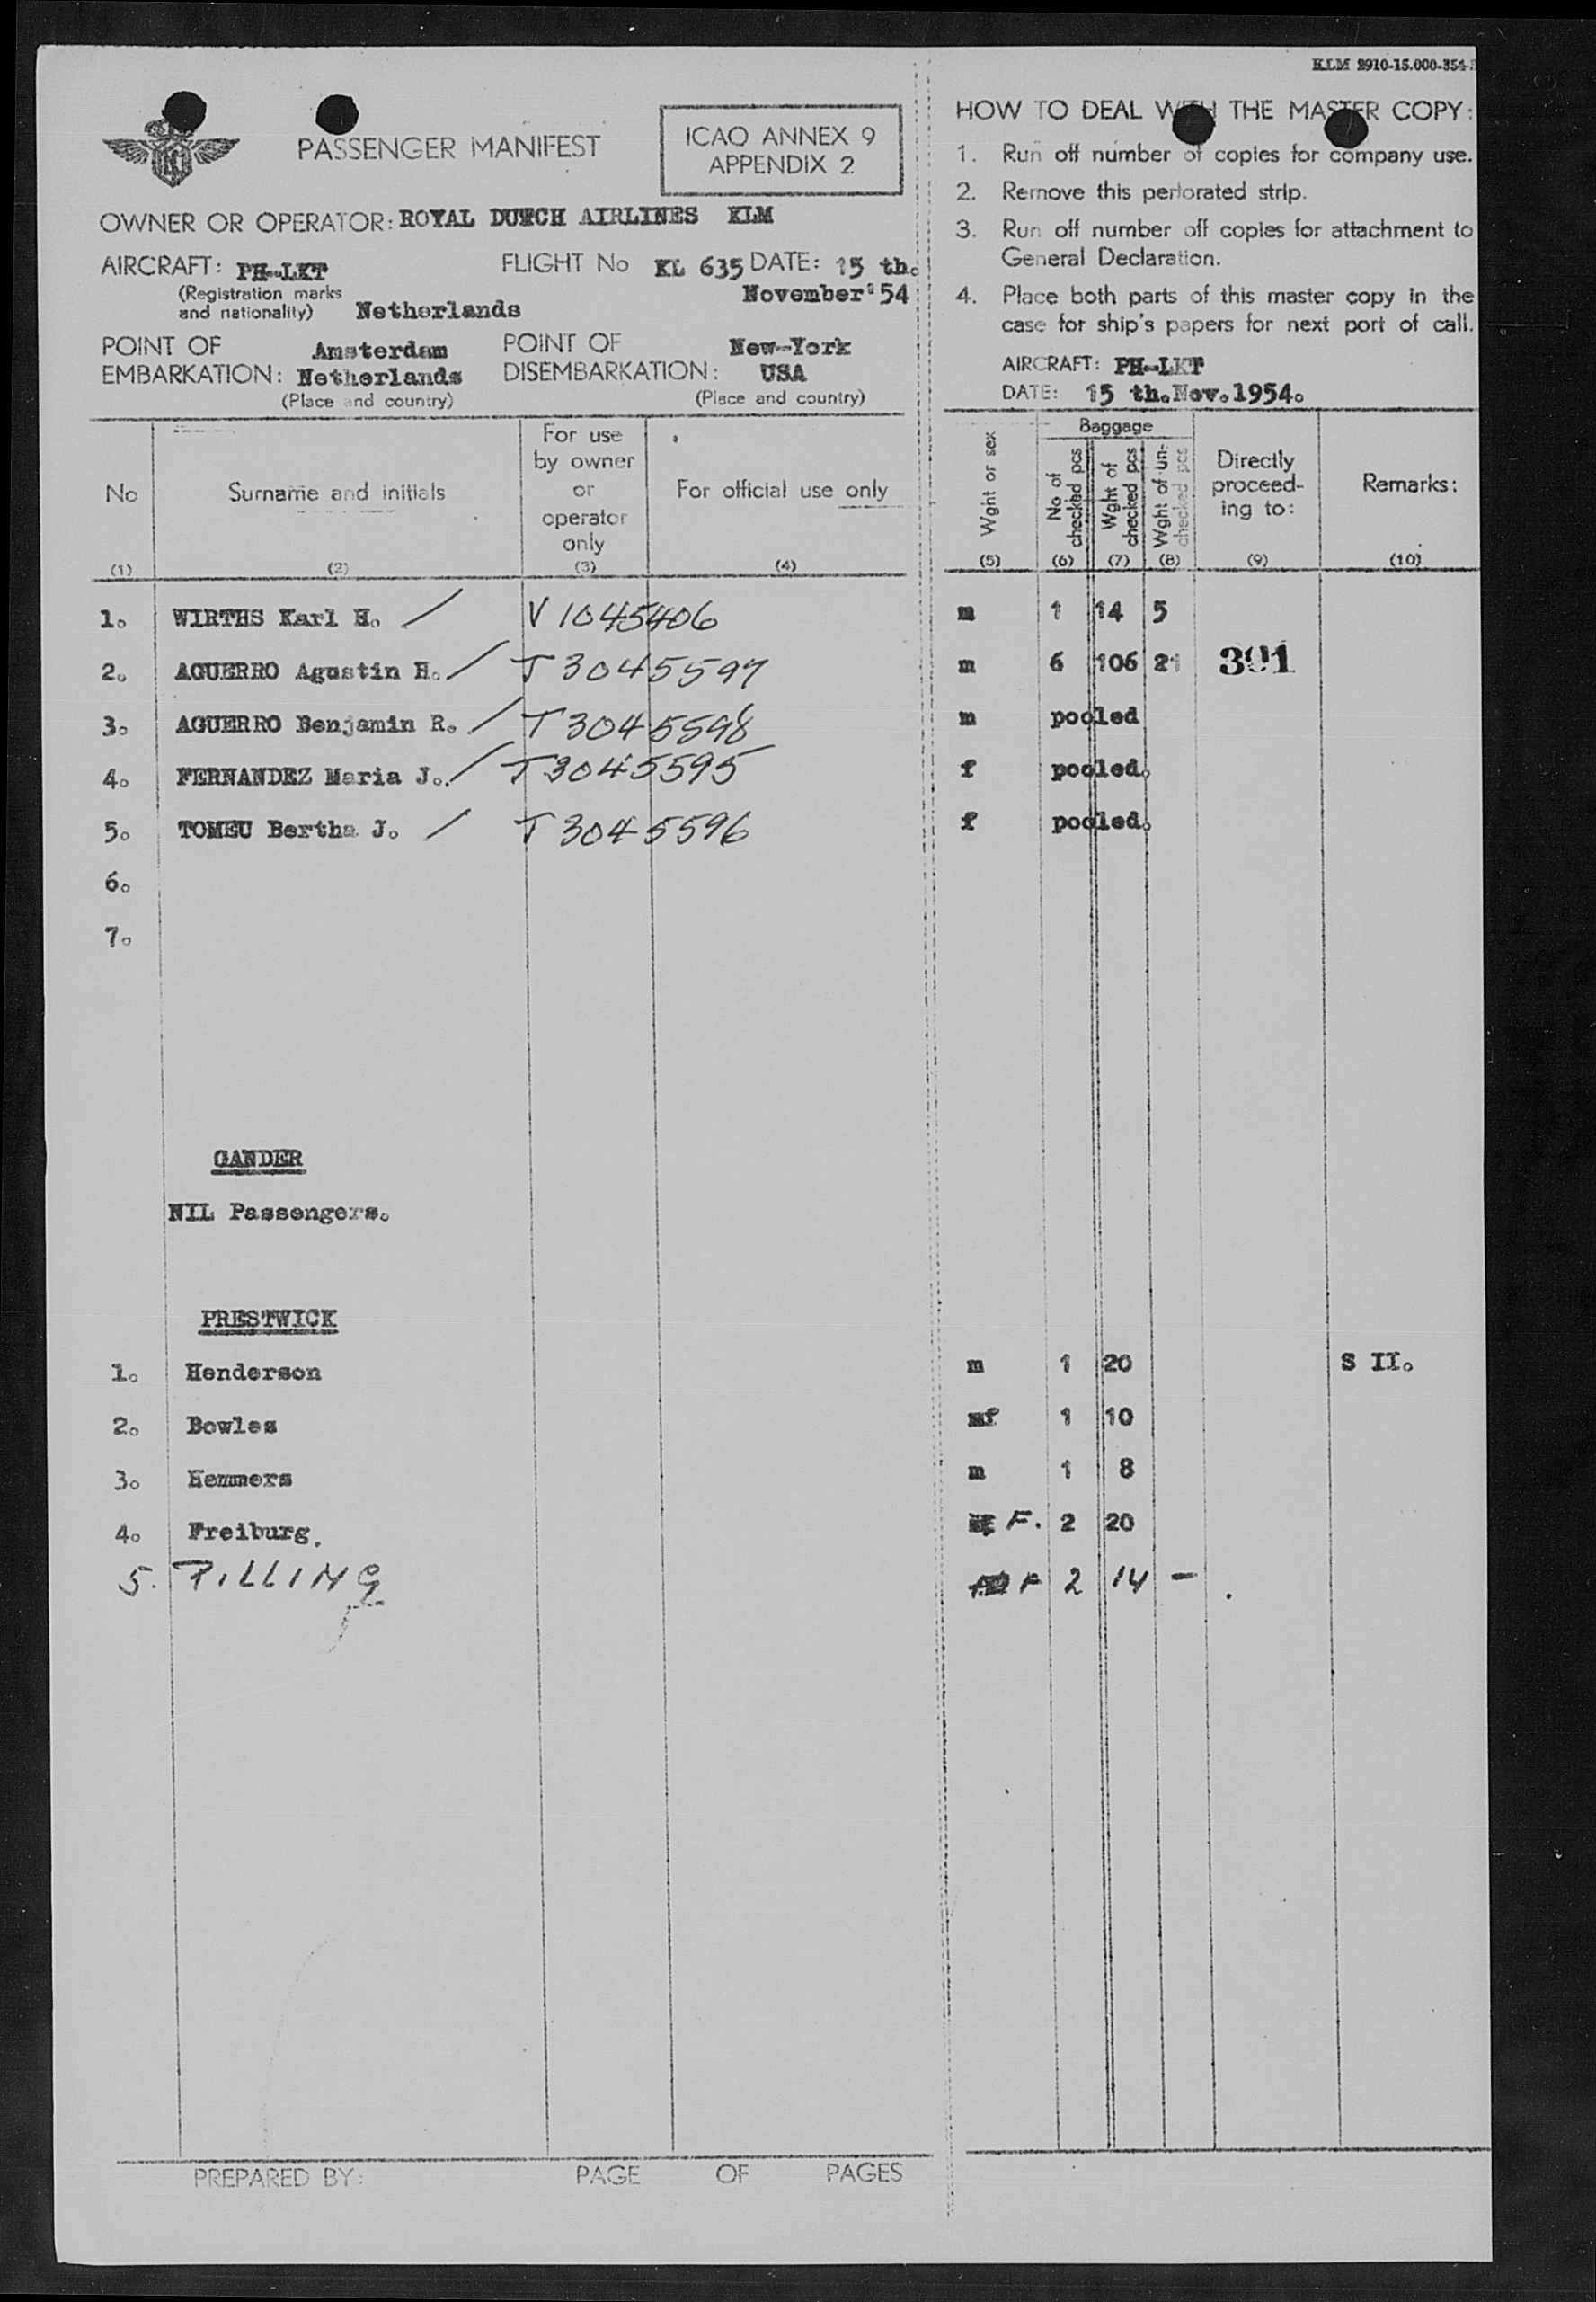 KLM 2910-15.000-354
PASSENGER MANIFEST
ICAO ANNEX 9
APPENDIX 2
OWNER OR OPERATOR: ROYAL DUTCH AIRLINES KLM
AIRCRAFT: PH-LKT
FLIGHT No KL 635 DATE: 15 th.
(Registration marks
and nationality) Netherlands
November'54
POINT OF
EMBARKATION: Amsterdam
Netherlands
(Place and country)
POINT OF
DISEMBARKATION: New-York
USA
(Place and country)
HOW TO DEAL WITH THE MASTER COPY:
1. Run off number of copies for company use.
2. Remove this perforated strip.
3. Run off number off copies for attachment to
General Declaration.
4. Place both parts of this master copy in the
case for ship's papers for next port of call.
AIRCRAFT: PH-LKT
DATE: 15 th.Nov.1954.
No
(1)
Surname and initials
(2)
For use
by owner
or
operator
only
(3)
For official use only
(4)
Wght or sex
(5)
Baggage
No of
checked pcs
(6)
Wght of
checked pcs
(7)
Wght of un-
checked pcs
(8)
Directly
proceed-
ing to:
(9)
Remarks:
(10)
1. WIRTHS Karl H. / V 1045406 m 1 14 5
2. AGUERRO Agustin H. / T 3045597 m 6 106 21 301
3. AGUERRO Benjamin R. / T 3045598 m pooled
4. FERNANDEZ Maria J. / T 3045595 f pooled.
5. TOMEU Bertha J. / T 3045596 f pooled.
6.
7.
GANDER
NIL Passengers.
PRESTWICK
1. Henderson m 1 20 S II.
2. Bowles mf 1 10
3. Hemmers m 1 8
4. Freiburg. F. 2 20
5. PILLING F 2 14 -
PREPARED BY: PAGE OF PAGES